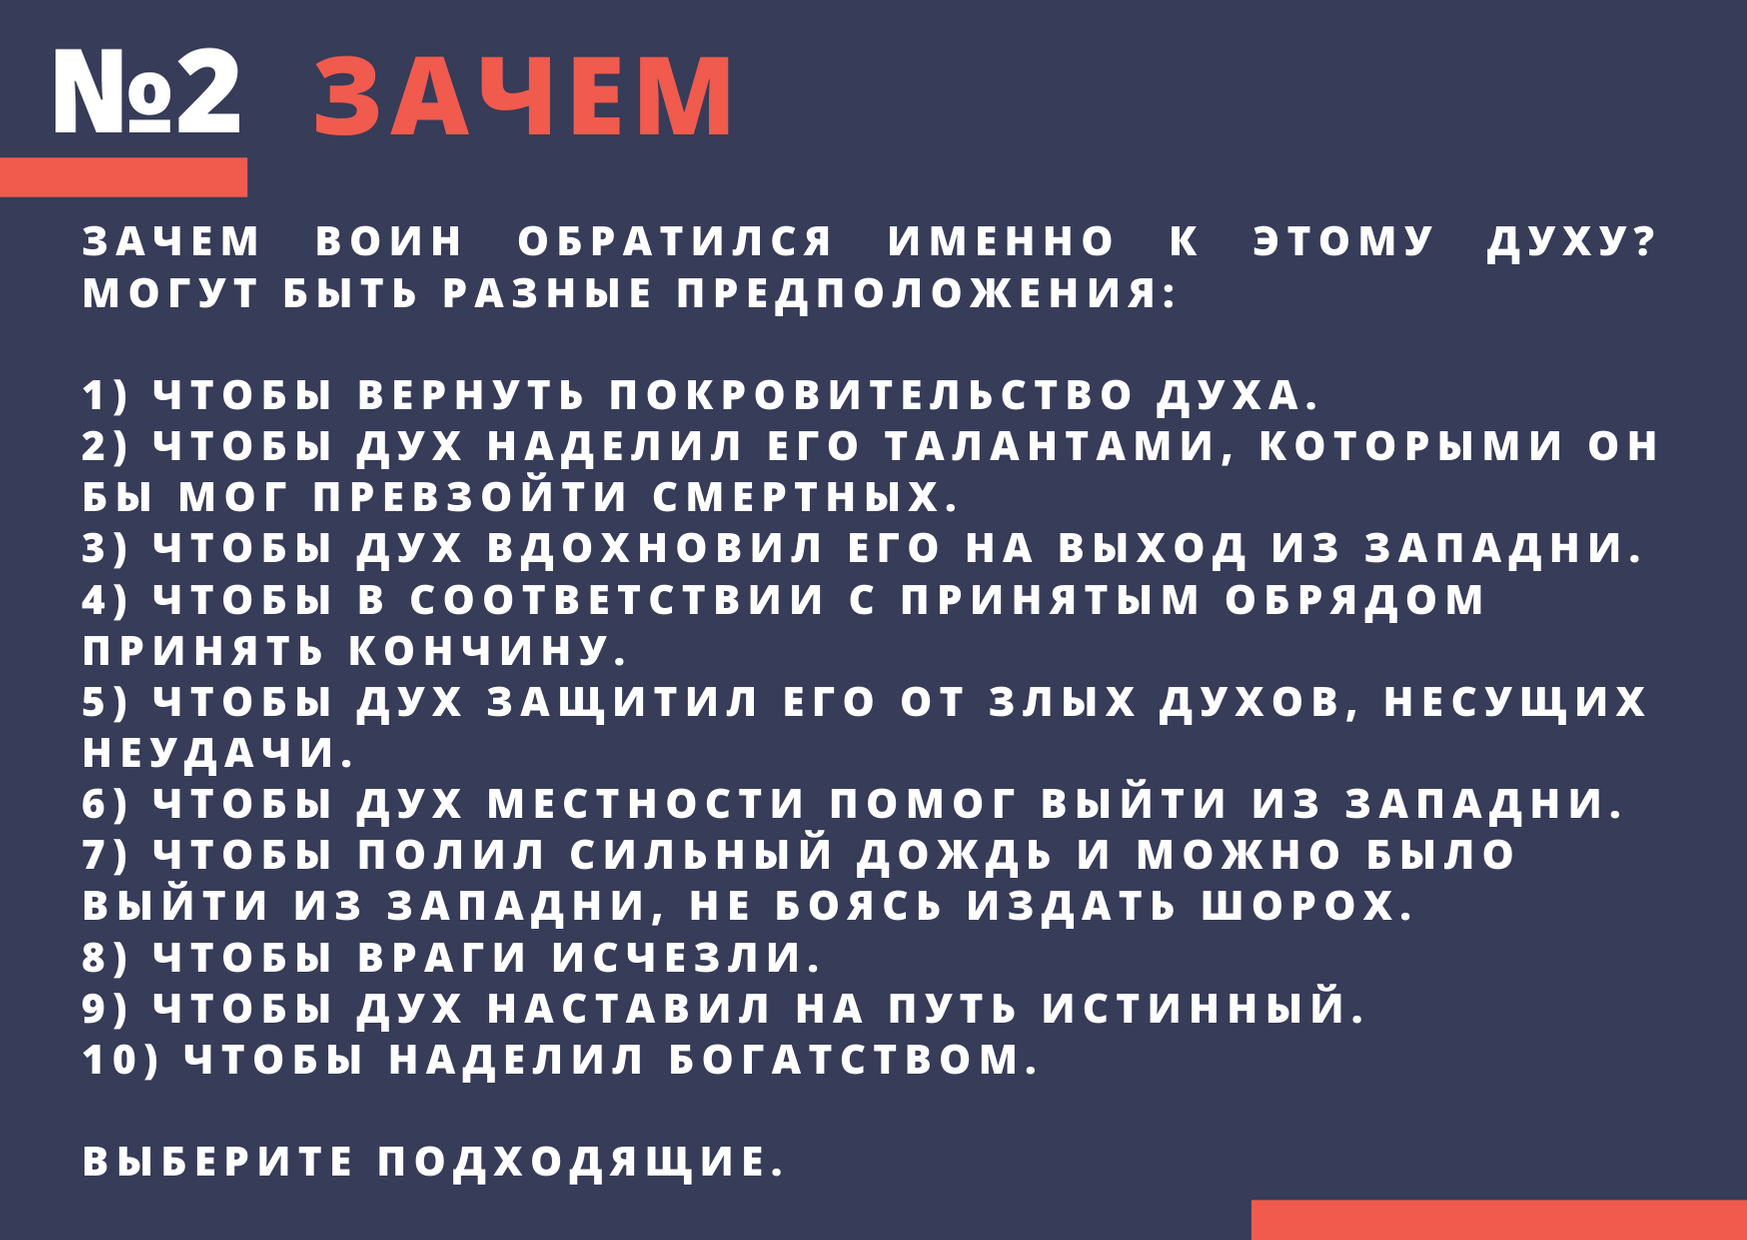 №2 ЗАЧЕМ
ЗАЧЕМ ВОИН ОБРАТИЛСЯ ИМЕННО К ЭТОМУ ДУХУ?
МОГУТ БЫТЬ РАЗНЫЕ ПРЕДПОЛОЖЕНИЯ:
1) ЧТОБЫ ВЕРНУТЬ ПОКРОВИТЕЛЬСТВО ДУХА.
2) ЧТОБЫ ДУХ НАДЕЛИЛ ЕГО ТАЛАНТАМИ, КОТОРЫМИ ОН
БЫ МОГ ПРЕВЗОЙТИ СМЕРТНЫХ.
3) ЧТОБЫ ДУХ ВДОХНОВИЛ ЕГО НА ВЫХОД ИЗ ЗАПАДНИ.
4) ЧТОБЫ В СООТВЕТСТВИИ С ПРИНЯТЫМ ОБРЯДОМ
ПРИНЯТЬ КОНЧИНУ.
5) ЧТОБЫ ДУХ ЗАЩИТИЛ ЕГО ОТ ЗЛЫХ ДУХОВ, НЕСУЩИХ
НЕУДАЧИ.
6) ЧТОБЫ ДУХ МЕСТНОСТИ ПОМОГ ВЫЙТИ ИЗ ЗАПАДНИ.
7) ЧТОБЫ ПОЛИЛ СИЛЬНЫЙ ДОЖДЬ И МОЖНО БЫЛО
ВЫЙТИ ИЗ ЗАПАДНИ, НЕ БОЯСЬ ИЗДАТЬ ШОРОХ.
8) ЧТОБЫ ВРАГИ ИСЧЕЗЛИ.
9) ЧТОБЫ ДУХ НАСТАВИЛ НА ПУТЬ ИСТИННЫЙ.
10) ЧТОБЫ НАДЕЛИЛ БОГАТСТВОМ.
ВЫБЕРИТЕ ПОДХОДЯЩИЕ.